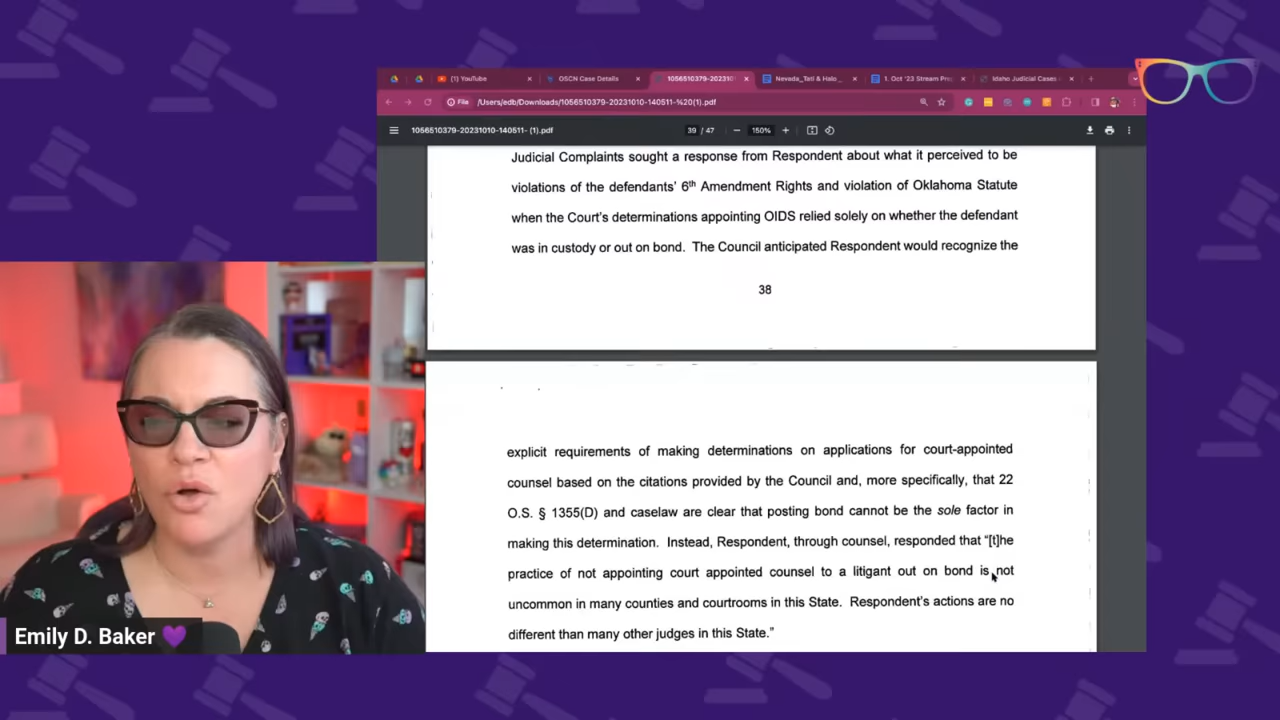 (1) YouTube
OSCN Case Details
1056510379-202310
Nevada_Tati & Halo_
1. Oct '23 Stream Pre
Idaho Judicial Cases
File /Users/edb/Downloads/1056510379-20231010-140511-%20(1).pdf
1056510379-20231010-140511- (1).pdf 39 / 47 150%
Judicial Complaints sought a response from Respondent about what it perceived to be
violations of the defendants' 6th Amendment Rights and violation of Oklahoma Statute
when the Court's determinations appointing OIDS relied solely on whether the defendant
was in custody or out on bond. The Council anticipated Respondent would recognize the
38
explicit requirements of making determinations on applications for court-appointed
counsel based on the citations provided by the Council and, more specifically, that 22
O.S. § 1355(D) and caselaw are clear that posting bond cannot be the sole factor in
making this determination. Instead, Respondent, through counsel, responded that “[t]he
practice of not appointing court appointed counsel to a litigant out on bond is not
uncommon in many counties and courtrooms in this State. Respondent's actions are no
different than many other judges in this State.”
Emily D. Baker 💜